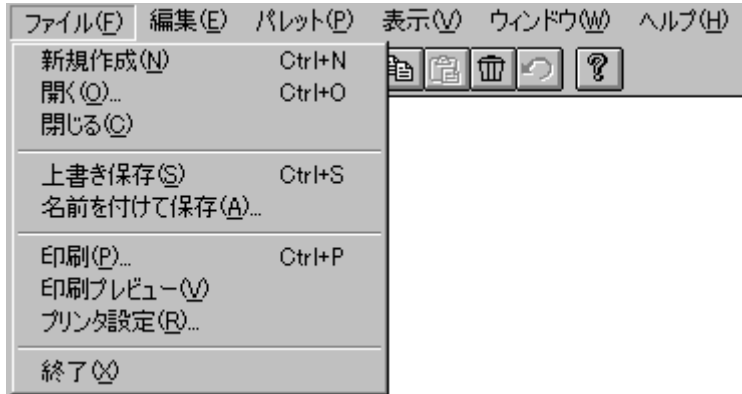 ファイル(F) 編集(E) パレット(P) 表示(V) ウィンドウ(W) ヘルプ(H)
新規作成(N) Ctrl+N
開く(O)... Ctrl+O
閉じる(C)
上書き保存(S) Ctrl+S
名前を付けて保存(A)...
印刷(P)... Ctrl+P
印刷プレビュー(V)
プリンタ設定(R)...
終了(X)